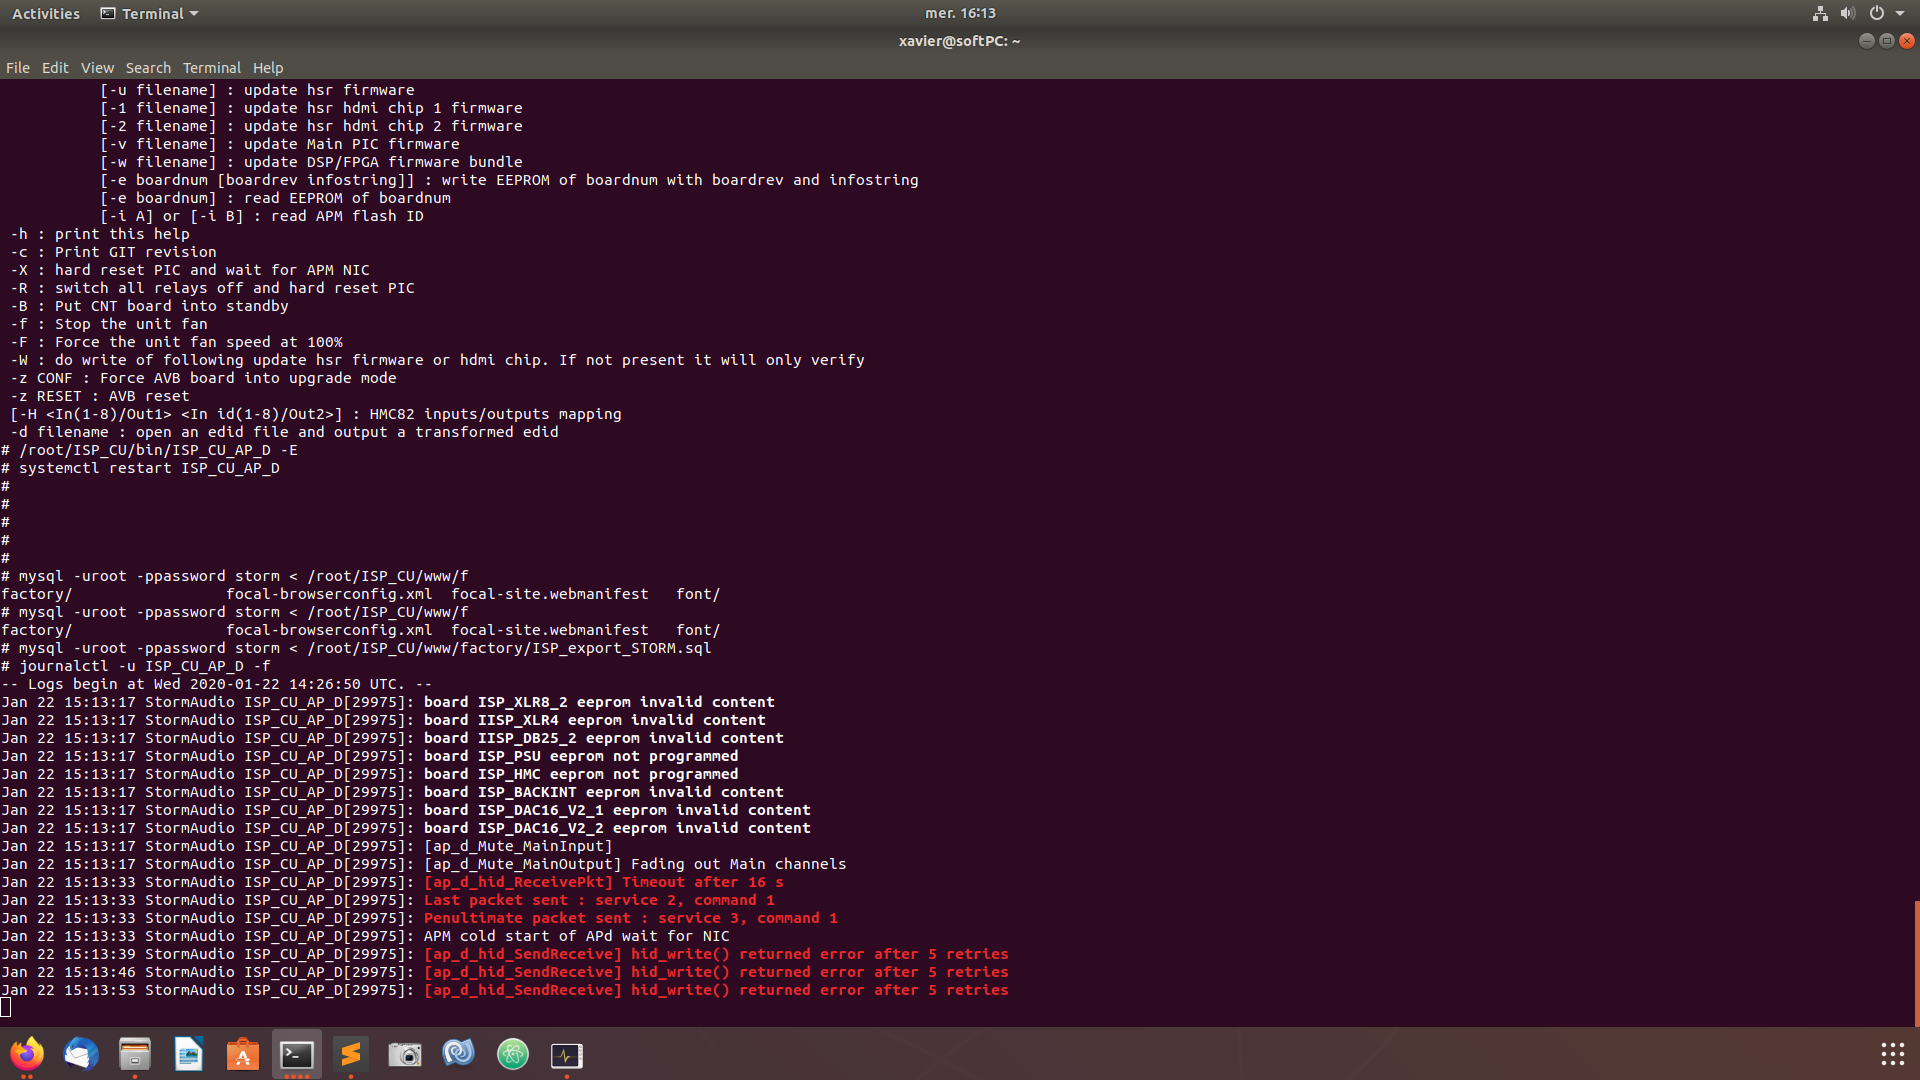 Activities Terminal mer. 16:13
xavier@softPC: ~
File Edit View Search Terminal Help
[-u filename] : update hsr firmware
[-1 filename] : update hsr hdmi chip 1 firmware
[-2 filename] : update hsr hdmi chip 2 firmware
[-v filename] : update Main PIC firmware
[-w filename] : update DSP/FPGA firmware bundle
[-e boardnum [boardrev infostring]] : write EEPROM of boardnum with boardrev and infostring
[-e boardnum] : read EEPROM of boardnum
[-i A] or [-i B] : read APM flash ID
-h : print this help
-c : Print GIT revision
-X : hard reset PIC and wait for APM NIC
-R : switch all relays off and hard reset PIC
-B : Put CNT board into standby
-f : Stop the unit fan
-F : Force the unit fan speed at 100%
-W : do write of following update hsr firmware or hdmi chip. If not present it will only verify
-z CONF : Force AVB board into upgrade mode
-z RESET : AVB reset
[-H <In(1-8)/Out1> <In id(1-8)/Out2>] : HMC82 inputs/outputs mapping
-d filename : open an edid file and output a transformed edid
# /root/ISP_CU/bin/ISP_CU_AP_D -E
# systemctl restart ISP_CU_AP_D
#
#
#
#
#
# mysql -uroot -ppassword storm < /root/ISP_CU/www/f
factory/ focal-browserconfig.xml focal-site.webmanifest font/
# mysql -uroot -ppassword storm < /root/ISP_CU/www/f
factory/ focal-browserconfig.xml focal-site.webmanifest font/
# mysql -uroot -ppassword storm < /root/ISP_CU/www/factory/ISP_export_STORM.sql
# journalctl -u ISP_CU_AP_D -f
-- Logs begin at Wed 2020-01-22 14:26:50 UTC. --
Jan 22 15:13:17 StormAudio ISP_CU_AP_D[29975]: board ISP_XLR8_2 eeprom invalid content
Jan 22 15:13:17 StormAudio ISP_CU_AP_D[29975]: board IISP_XLR4 eeprom invalid content
Jan 22 15:13:17 StormAudio ISP_CU_AP_D[29975]: board IISP_DB25_2 eeprom invalid content
Jan 22 15:13:17 StormAudio ISP_CU_AP_D[29975]: board ISP_PSU eeprom not programmed
Jan 22 15:13:17 StormAudio ISP_CU_AP_D[29975]: board ISP_HMC eeprom not programmed
Jan 22 15:13:17 StormAudio ISP_CU_AP_D[29975]: board ISP_BACKINT eeprom invalid content
Jan 22 15:13:17 StormAudio ISP_CU_AP_D[29975]: board ISP_DAC16_V2_1 eeprom invalid content
Jan 22 15:13:17 StormAudio ISP_CU_AP_D[29975]: board ISP_DAC16_V2_2 eeprom invalid content
Jan 22 15:13:17 StormAudio ISP_CU_AP_D[29975]: [ap_d_Mute_MainInput]
Jan 22 15:13:17 StormAudio ISP_CU_AP_D[29975]: [ap_d_Mute_MainOutput] Fading out Main channels
Jan 22 15:13:33 StormAudio ISP_CU_AP_D[29975]: [ap_d_hid_ReceivePkt] Timeout after 16 s
Jan 22 15:13:33 StormAudio ISP_CU_AP_D[29975]: Last packet sent : service 2, command 1
Jan 22 15:13:33 StormAudio ISP_CU_AP_D[29975]: Penultimate packet sent : service 3, command 1
Jan 22 15:13:33 StormAudio ISP_CU_AP_D[29975]: APM cold start of APd wait for NIC
Jan 22 15:13:39 StormAudio ISP_CU_AP_D[29975]: [ap_d_hid_SendReceive] hid_write() returned error after 5 retries
Jan 22 15:13:46 StormAudio ISP_CU_AP_D[29975]: [ap_d_hid_SendReceive] hid_write() returned error after 5 retries
Jan 22 15:13:53 StormAudio ISP_CU_AP_D[29975]: [ap_d_hid_SendReceive] hid_write() returned error after 5 retries